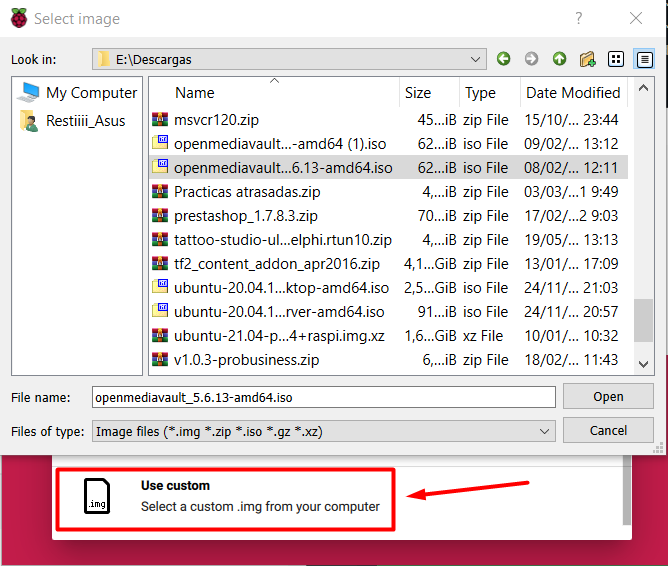 Select image
Look in: E:\Descargas
My Computer
Restiiii_Asus
Name Size Type Date Modified
msvcr120.zip 45...iB zip File 15/10/... 23:44
openmediavault...-amd64 (1).iso 62...iB iso File 09/02/... 13:12
openmediavault...6.13-amd64.iso 62...iB iso File 08/02/... 12:11
Practicas atrasadas.zip 4,...iB zip File 03/03/...1 9:49
prestashop_1.7.8.3.zip 70...iB zip File 17/02/...2 9:03
tattoo-studio-ul...elphi.rtun10.zip 4,...iB zip File 19/05/... 13:13
tf2_content_addon_apr2016.zip 4,1...GiB zip File 13/01/... 17:09
ubuntu-20.04.1...ktop-amd64.iso 2,5...GiB iso File 24/11/... 21:03
ubuntu-20.04.1...rver-amd64.iso 91...iB iso File 24/11/... 20:57
ubuntu-21.04-p...4+raspi.img.xz 1,6...GiB xz File 10/01/... 10:32
v1.0.3-probusiness.zip 6,...iB zip File 18/02/... 11:43
File name: openmediavault_5.6.13-amd64.iso Open
Files of type: Image files (*.img *.zip *.iso *.gz *.xz) Cancel
Use custom
.img
Select a custom .img from your computer